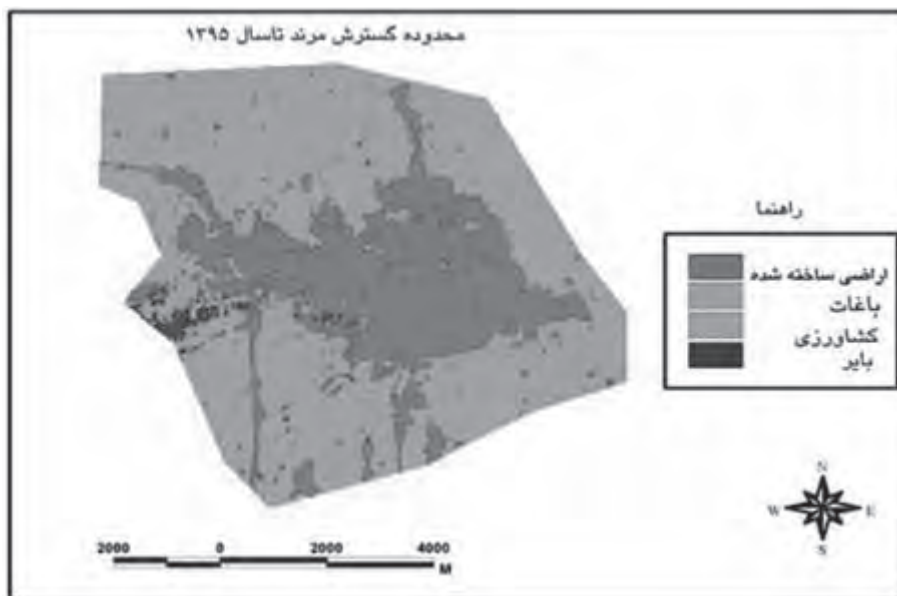 محدوده گسترش مرند تاسال ۱۳۹۵
راهنما
اراضی ساخته شده
باغات
کشاورزی
بایر
N
W E
S
2000 0 2000 4000
M